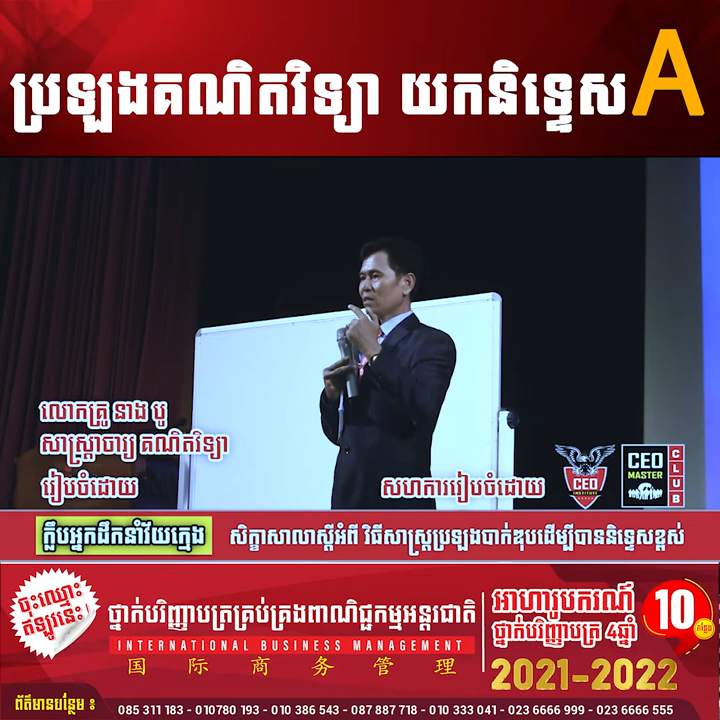 ប្រឡងគណិតវិទ្យា យកនិទ្ទេស A
លោកគ្រូ នាង បូ
សាស្ត្រាចារ្យ គណិតវិទ្យា
រៀបចំដោយ
សហការរៀបចំដោយ
CEO
INSTITUTE
CEO
MASTER
CLUB
ក្លឹបអ្នកដឹកនាំវ័យក្មេង
សិក្ខាសាលាស្តីអំពី វិធីសាស្ត្រប្រឡងបាក់ឌុបដើម្បីបាននិទ្ទេសខ្ពស់
ចុះឈ្មោះ
ឥឡូវនេះ!
ថ្នាក់បរិញ្ញាបត្រគ្រប់គ្រងពាណិជ្ជកម្មអន្តរជាតិ
INTERNATIONAL BUSINESS MANAGEMENT
国 际 商 务 管 理
អាហារូបករណ៍
ថ្នាក់បរិញ្ញាបត្រ 4ឆ្នាំ
10
កន្លែង
2021-2022
ព័ត៌មានបន្ថែម ៖
085 311 183 - 010780 193 - 010 386 543 - 087 887 718 - 010 333 041 - 023 6666 999 - 023 6666 555